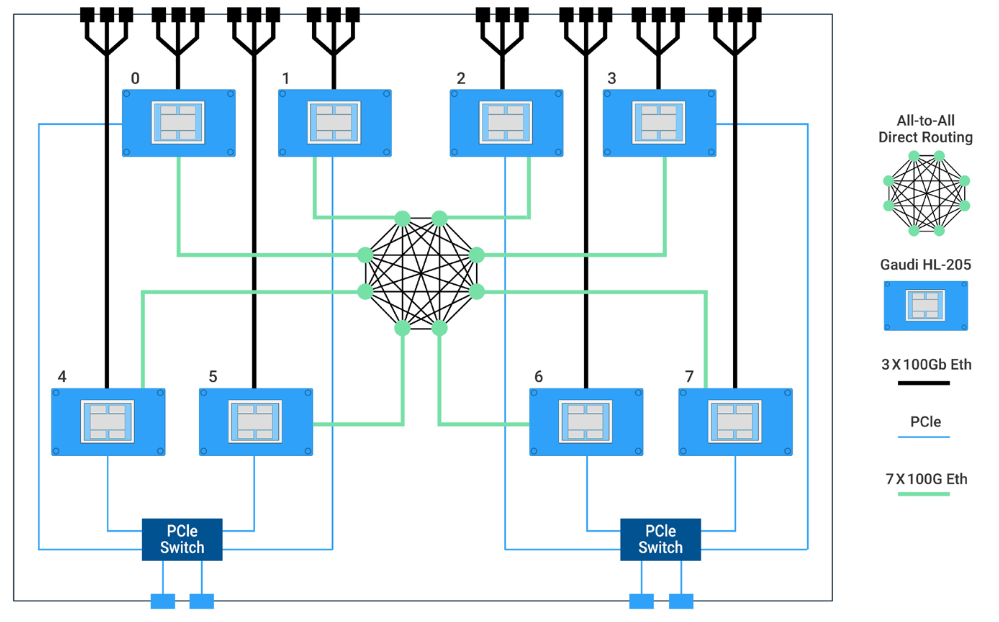 0
1
2
3
4
5
6
7
PCIe
Switch
PCIe
Switch
All-to-All
Direct Routing
Gaudi HL-205
3 X 100Gb Eth
PCIe
7 X 100G Eth